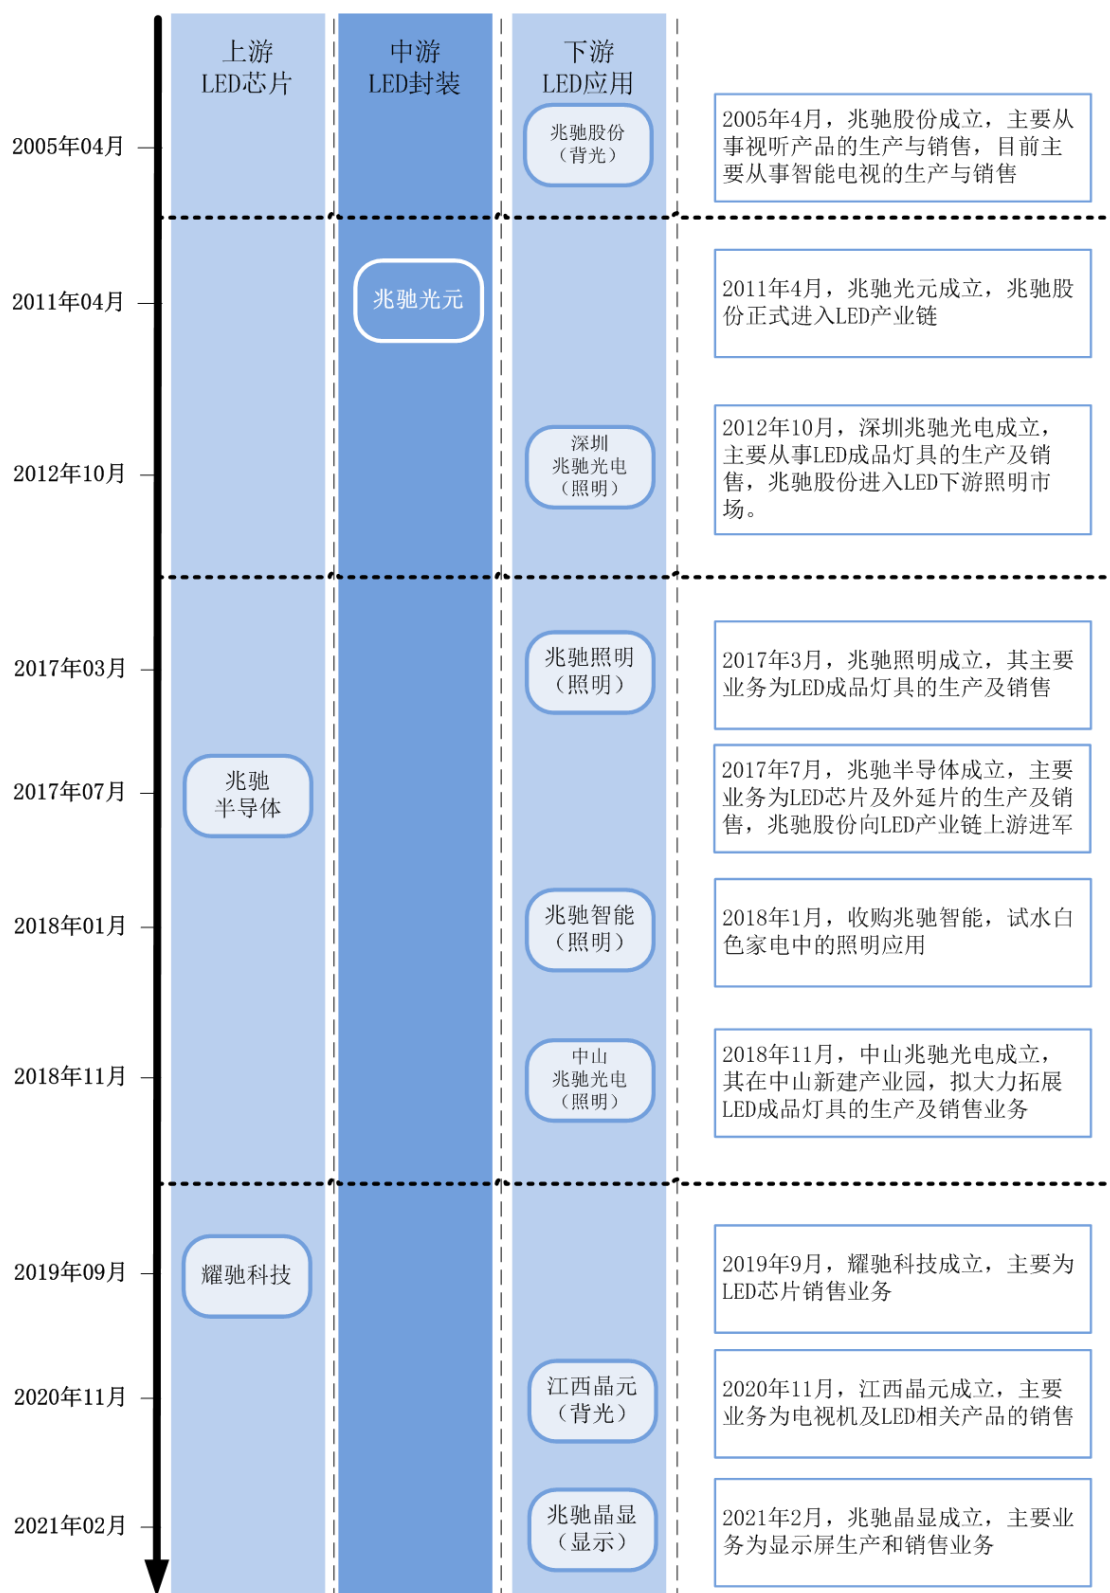 上游
LED芯片
中游
LED封装
下游
LED应用
2005年04月
兆驰股份
（背光）
2005年4月，兆驰股份成立，主要从
事视听产品的生产与销售，目前主
要从事智能电视的生产与销售
2011年04月
兆驰光元
2011年4月，兆驰光元成立，兆驰股
份正式进入LED产业链
2012年10月
深圳
兆驰光电
（照明）
2012年10月，深圳兆驰光电成立，
主要从事LED成品灯具的生产及销
售，兆驰股份进入LED下游照明市
场。
2017年03月
兆驰照明
（照明）
2017年3月，兆驰照明成立，其主要
业务为LED成品灯具的生产及销售
2017年07月
兆驰
半导体
2017年7月，兆驰半导体成立，主要
业务为LED芯片及外延片的生产及销
售，兆驰股份向LED产业链上游进军
2018年01月
兆驰智能
（照明）
2018年1月，收购兆驰智能，试水白
色家电中的照明应用
2018年11月
中山
兆驰光电
（照明）
2018年11月，中山兆驰光电成立，
其在中山新建产业园，拟大力拓展
LED成品灯具的生产及销售业务
2019年09月
耀驰科技
2019年9月，耀驰科技成立，主要为
LED芯片销售业务
2020年11月
江西晶元
（背光）
2020年11月，江西晶元成立，主要
业务为电视机及LED相关产品的销售
2021年02月
兆驰晶显
（显示）
2021年2月，兆驰晶显成立，主要业
务为显示屏生产和销售业务